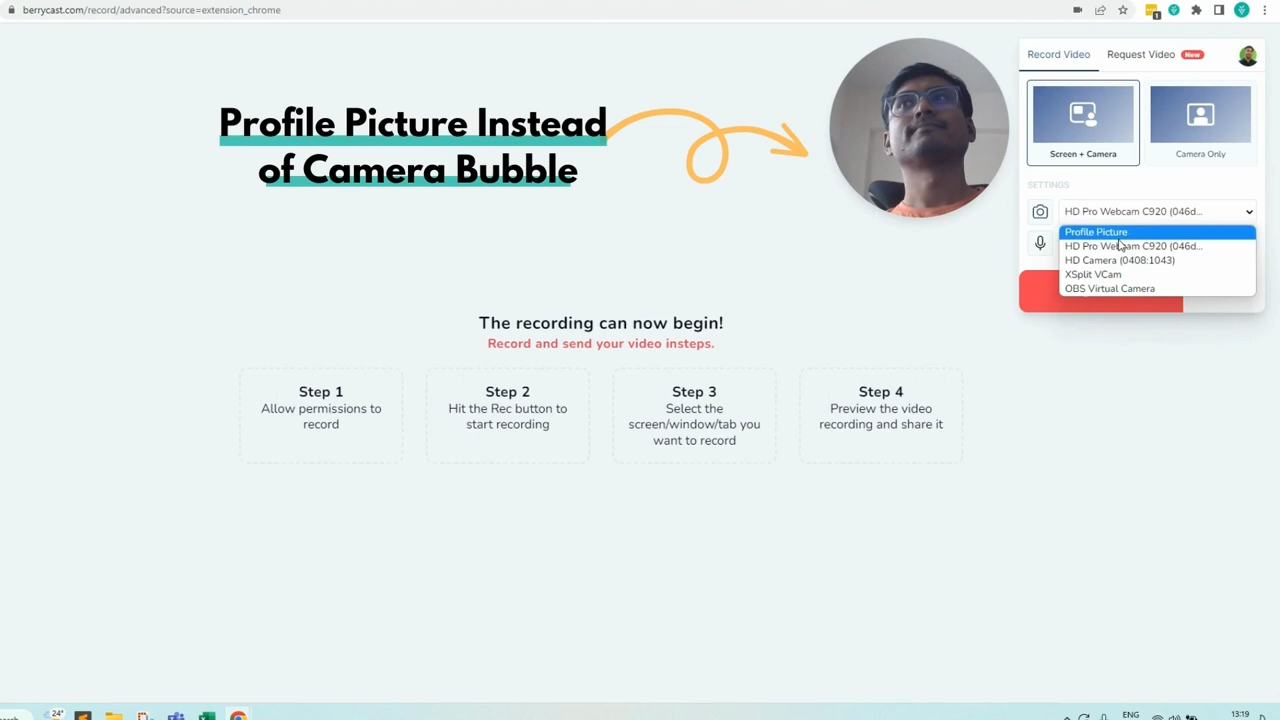 berrycast.com/record/advanced?source=extension_chrome
1
Record Video
Request Video
New
Profile Picture Instead
of Camera Bubble
Screen + Camera
Camera Only
SETTINGS
HD Pro Webcam C920 (046d...
Profile Picture
HD Pro Webcam C920 (046d...
HD Camera (0408:1043)
XSplit VCam
OBS Virtual Camera
The recording can now begin!
Record and send your video insteps.
Step 1
Allow permissions to
record
Step 2
Hit the Rec button to
start recording
Step 3
Select the
screen/window/tab you
want to record
Step 4
Preview the video
recording and share it
24°
ENG
13:19